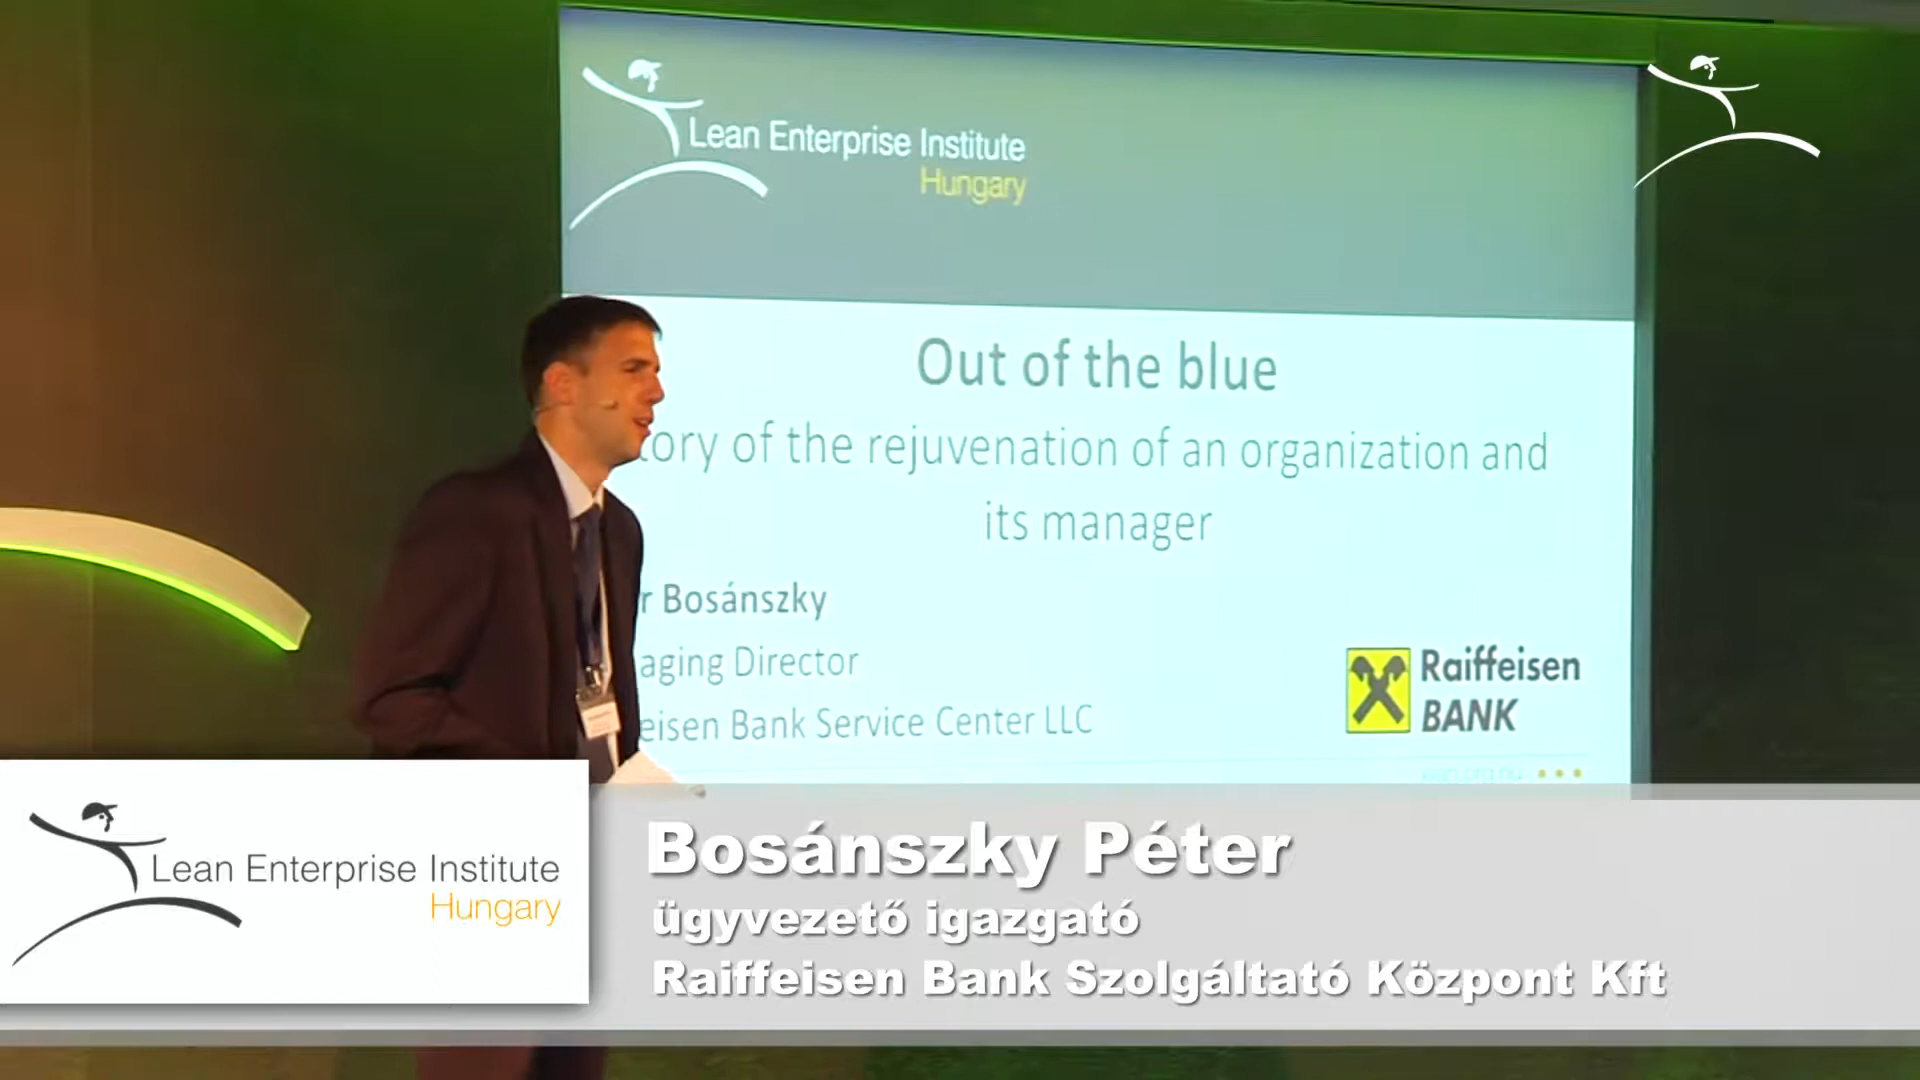 Lean Enterprise Institute
Hungary
Out of the blue
tory of the rejuvenation of an organization and
its manager
r Bosánszky
aging Director
eisen Bank Service Center LLC
Raiffeisen
BANK
Lean Enterprise Institute
Hungary
Bosánszky Péter
ügyvezető igazgató
Raiffeisen Bank Szolgáltató Központ Kft